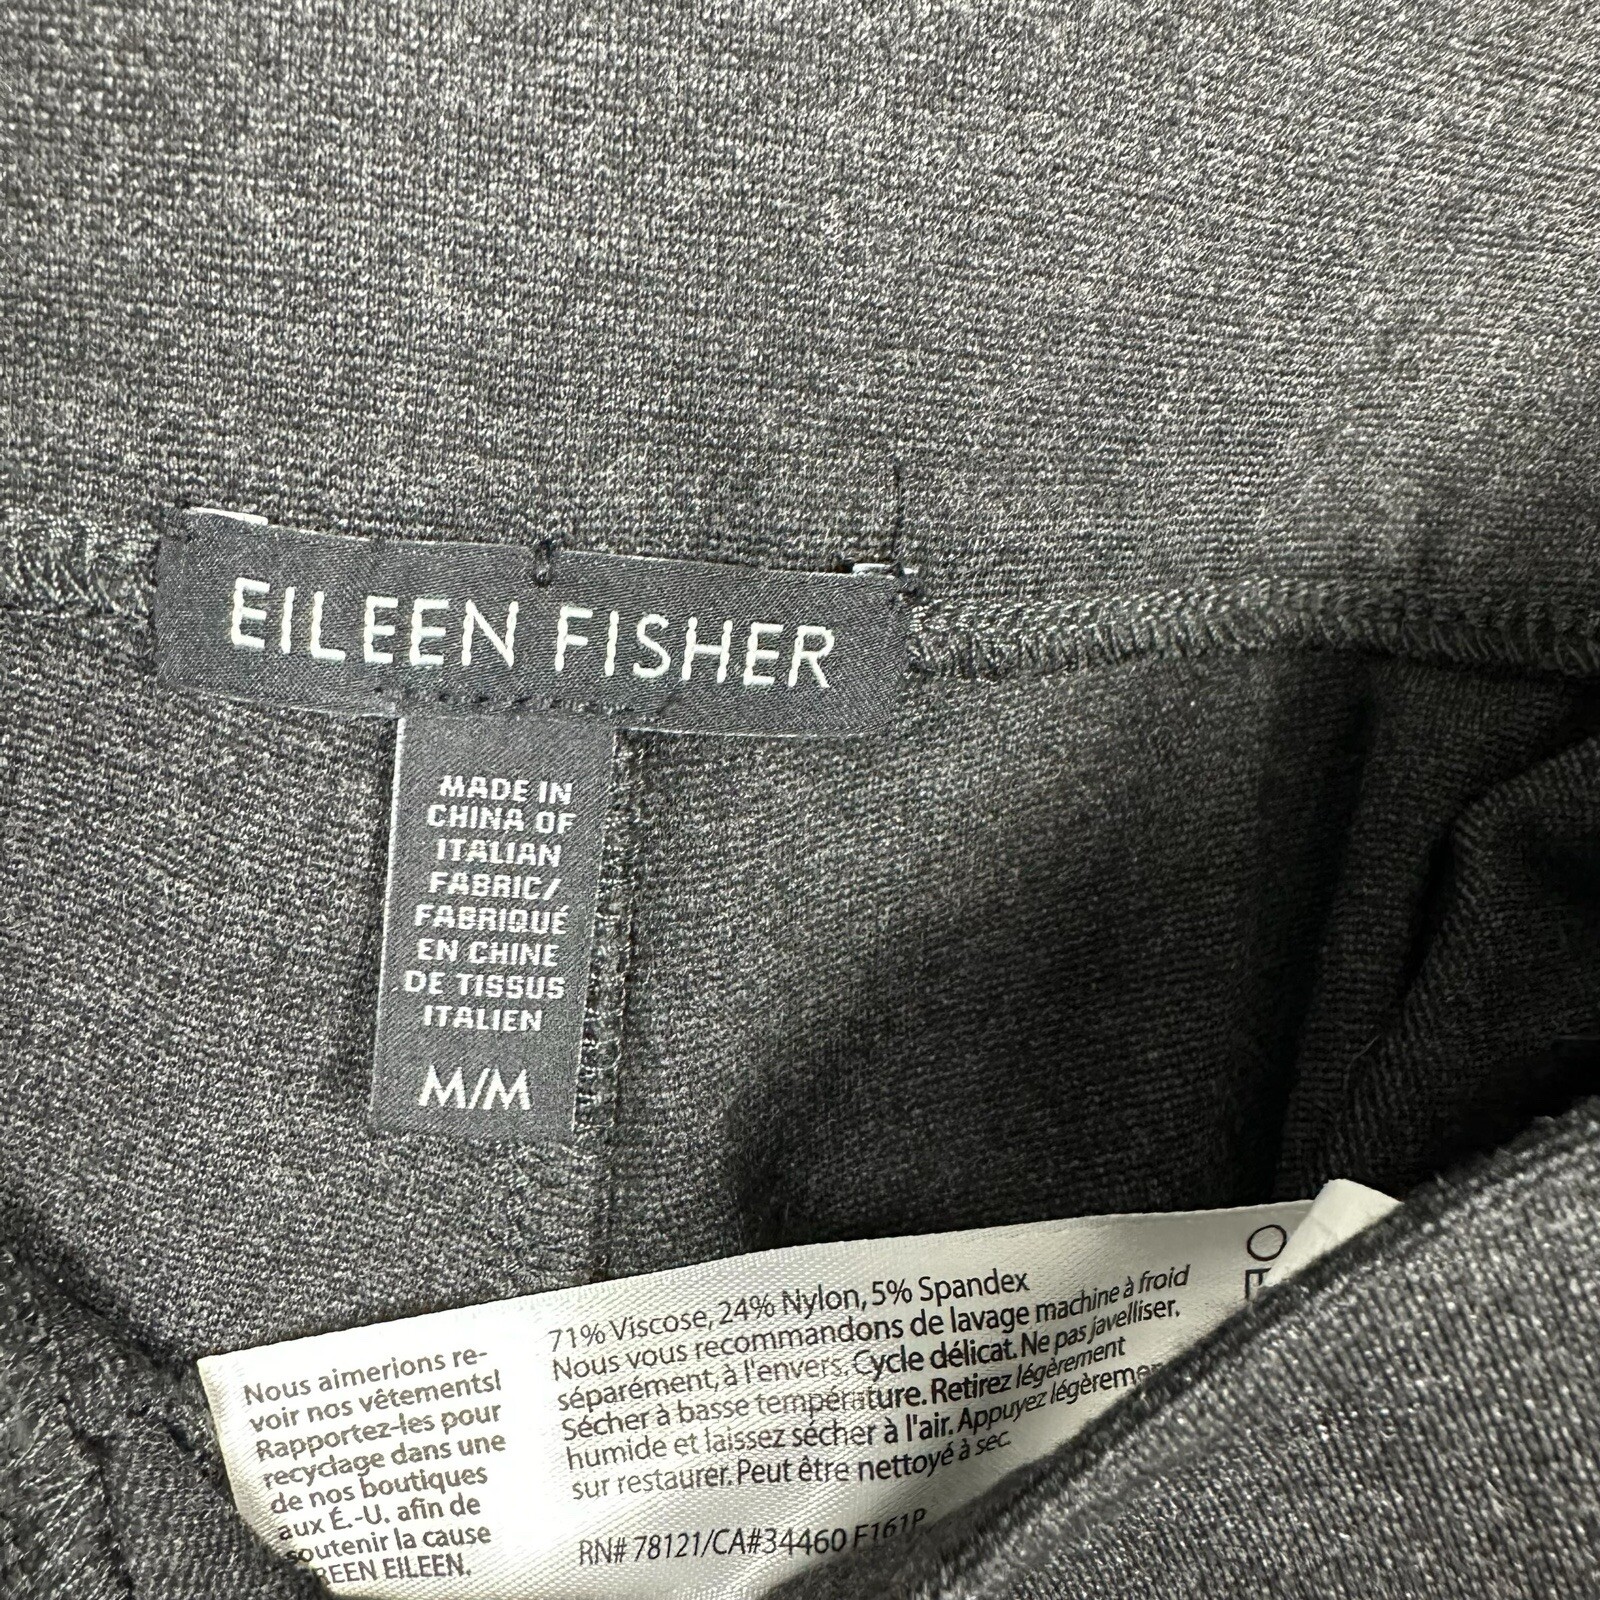 EILEEN FISHER
MADE IN
CHINA OF
ITALIAN
FABRIC/
FABRIQUÉ
EN CHINE
DE TISSUS
ITALIEN
M/M
Nous aimerions re-
voir nos vêtements!
Rapportez-les pour
recyclage dans une
de nos boutiques
aux É.-U. afin de
soutenir la cause
REEN EILEEN.
71% Viscose, 24% Nylon, 5% Spandex
Nous vous recommandons de lavage machine à froid
séparément, à l'envers. Cycle délicat. Ne pas javelliser.
Sécher à basse température. Retirez légèrement
humide et laissez sécher à l'air. Appuyez légèreme
sur restaurer. Peut être nettoyé à sec.
RN# 78121/CA#34460 F161P